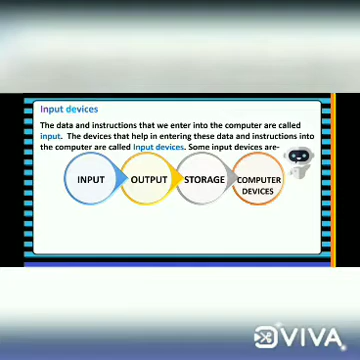 Input devices
The data and instructions that we enter into the computer are called
input. The devices that help in entering these data and instructions into
the computer are called Input devices. Some input devices are-
INPUT
OUTPUT
STORAGE
COMPUTER
DEVICES
VIVA